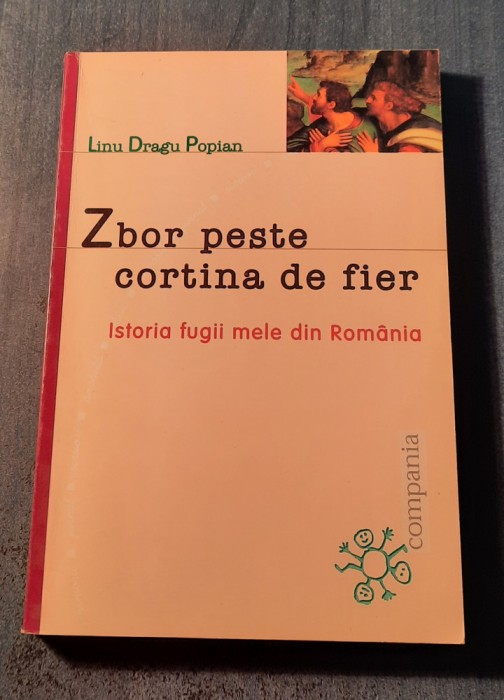 Linu Dragu Popian
Zbor peste
cortina de fier
Istoria fugii mele din România
compania